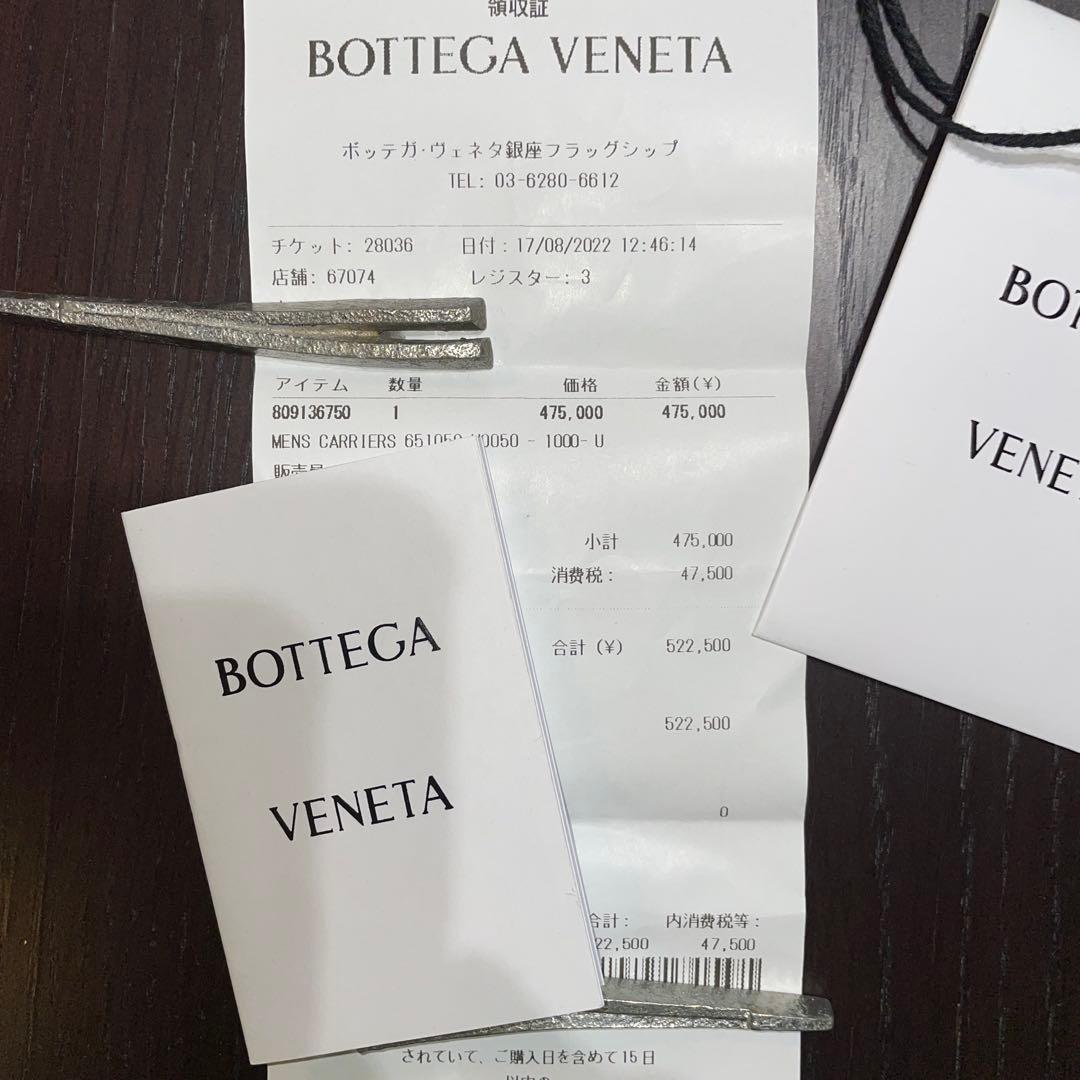 領収証
BOTTEGA VENETA
ボッテガ・ヴェネタ銀座フラッグシップ
TEL: 03-6280-6612
チケット: 28036 日付: 17/08/2022 12:46:14
店舗: 67074 レジスター: 3
アイテム 数量 価格 金額(¥)
809136750 1 475,000 475,000
MENS CARRIERS - 1000- U
小計 475,000
消費税: 47,500
合計 (¥) 522,500
522,500
0
合計: 内消費税等:
22,500 47,500
されていて、ご購入日を含めて15日
BOTTEGA
VENETA
BOT
VENE